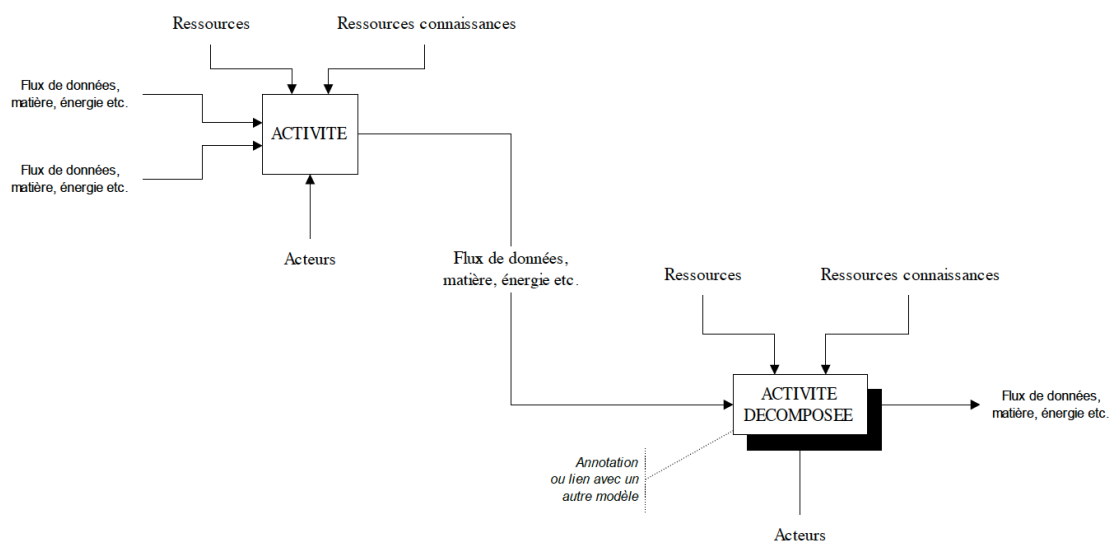 Ressources
Ressources connaissances
Flux de données,
matière, énergie etc.
ACTIVITE
Flux de données,
matière, énergie etc.
Acteurs
Flux de données,
matière, énergie etc.
Ressources
Ressources connaissances
ACTIVITE
DECOMPOSEE
Flux de données,
matière, énergie etc.
Annotation
ou lien avec un
autre modèle
Acteurs